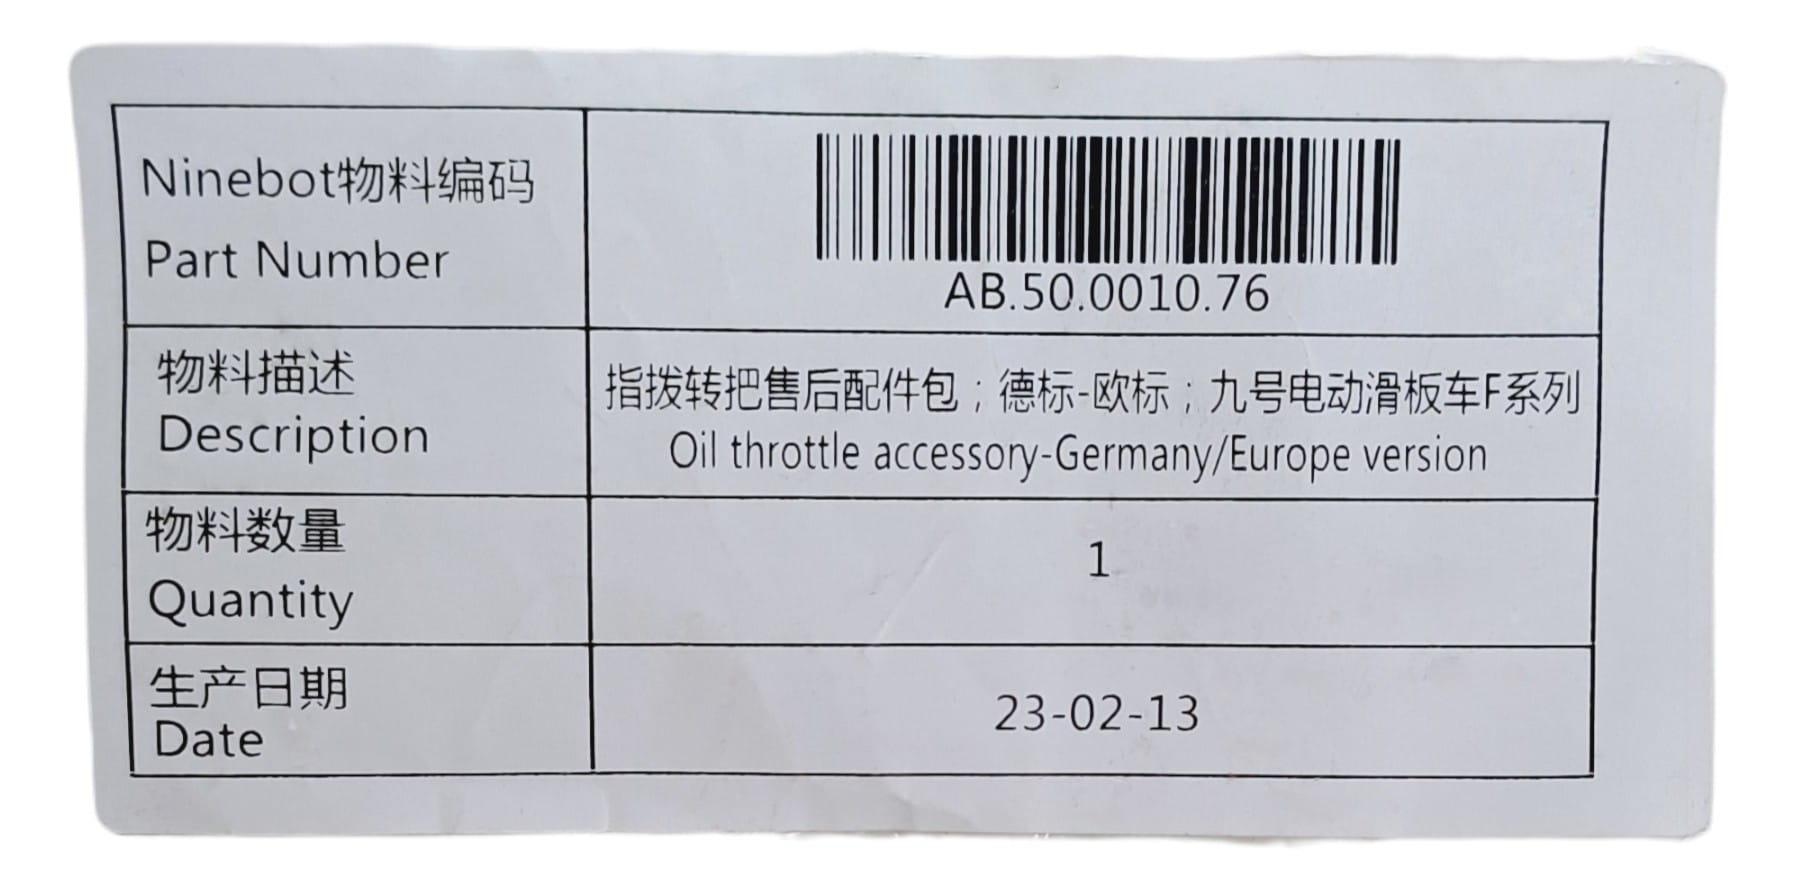 Ninebot物料编码
Part Number
AB.50.0010.76
物料描述
Description
指拨转把售后配件包；德标-欧标；九号电动滑板车F系列
Oil throttle accessory-Germany/Europe version
物料数量
Quantity
1
生产日期
Date
23-02-13